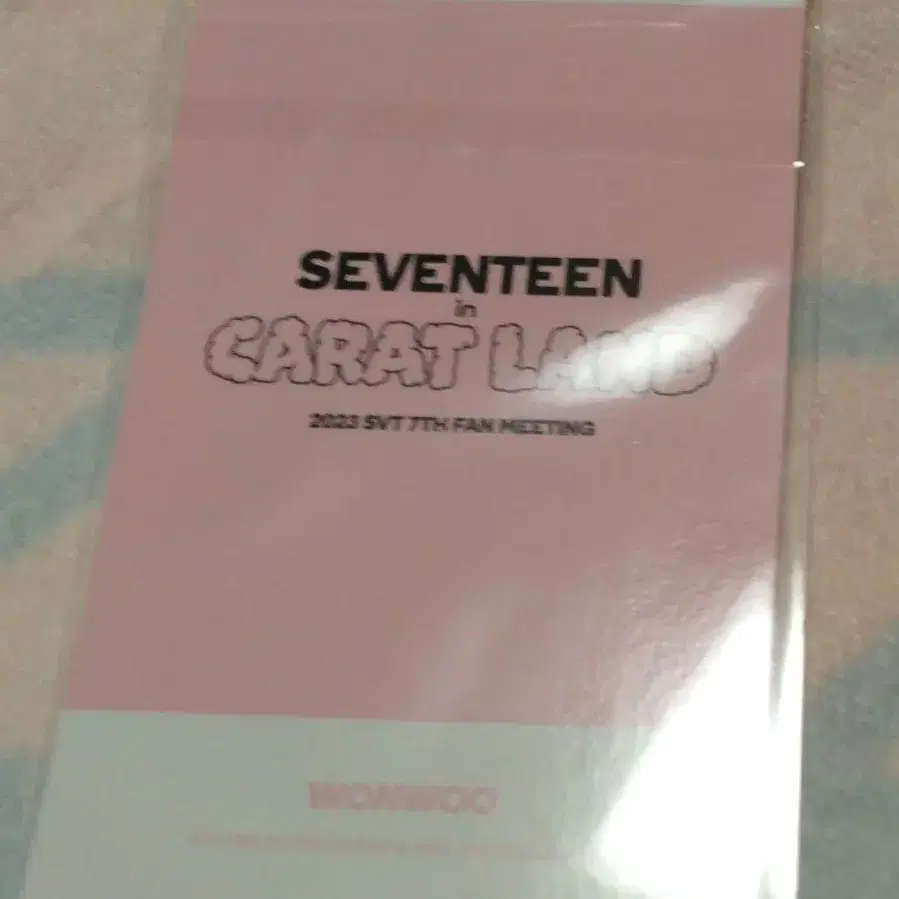 SEVENTEEN
in
CARAT LAND
2023 SVT 7TH FAN MEETING
WONWOO